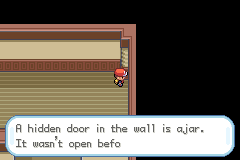 A hidden door in the wall is ajar.
It wasn't open befo